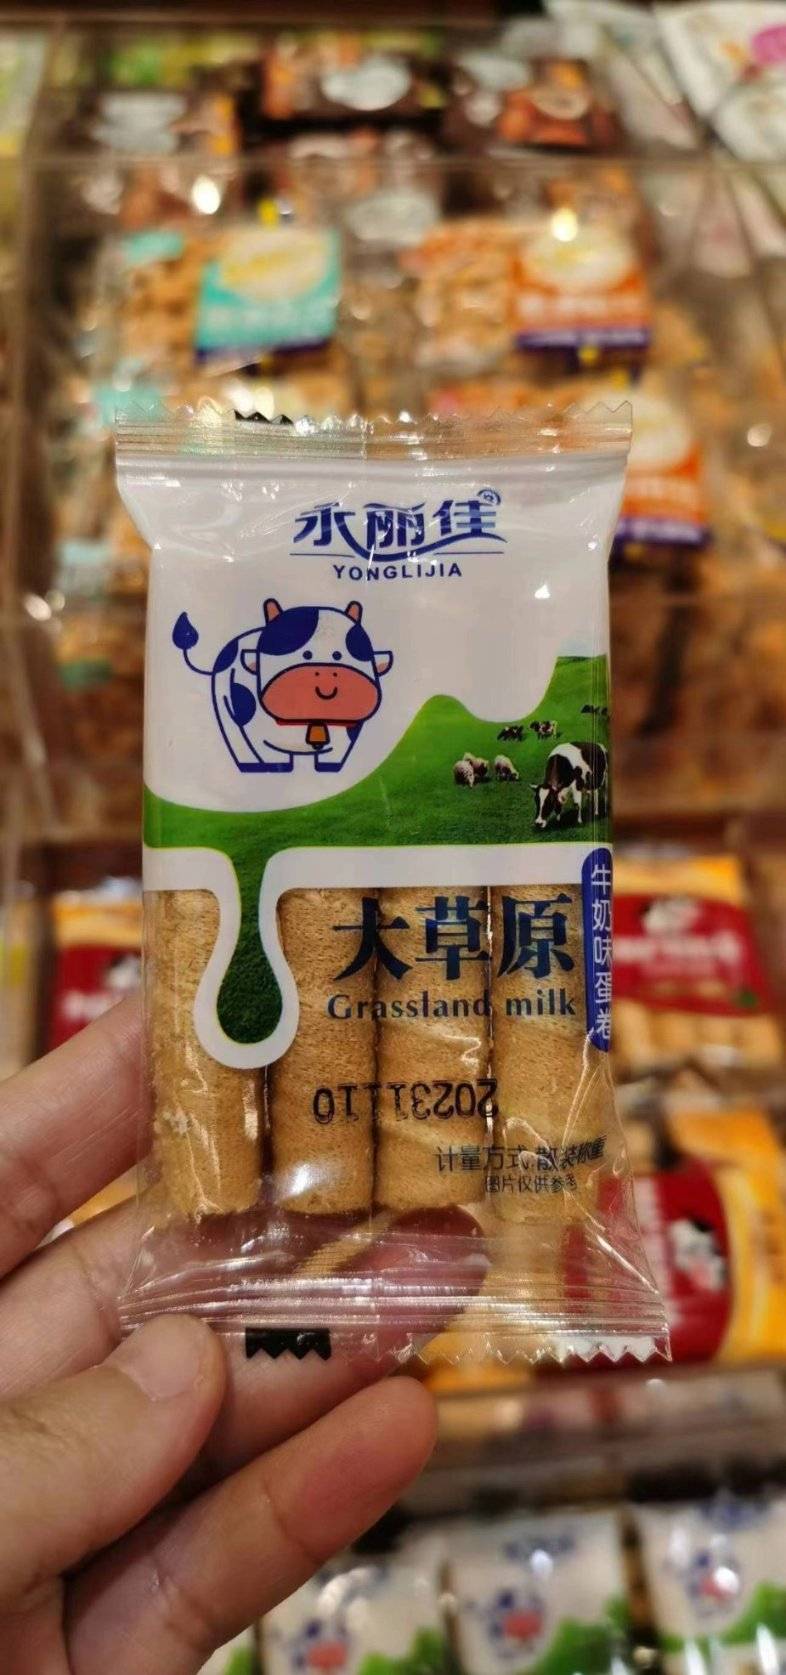 永丽佳
YONGLIJIA
牛奶味蛋卷
大草原
Grassland milk
20231110
计量方式:散装称重
图片仅供参考